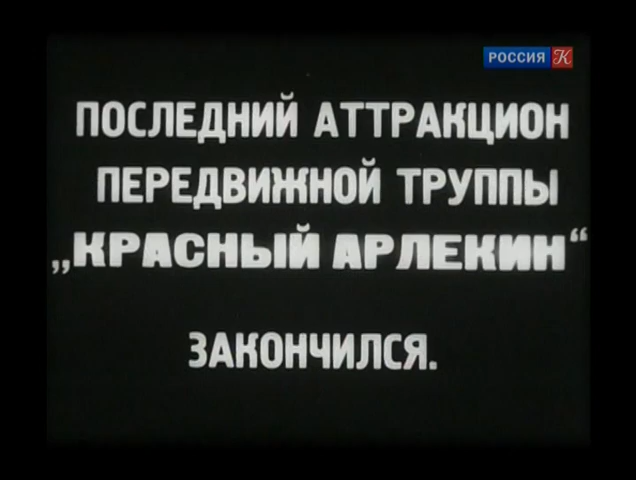 РОССИЯ К
ПОСЛЕДНИЙ АТТРАКЦИОН
ПЕРЕДВИЖНОЙ ТРУППЫ
„КРАСНЫЙ АРЛЕКИН“
ЗАКОНЧИЛСЯ.